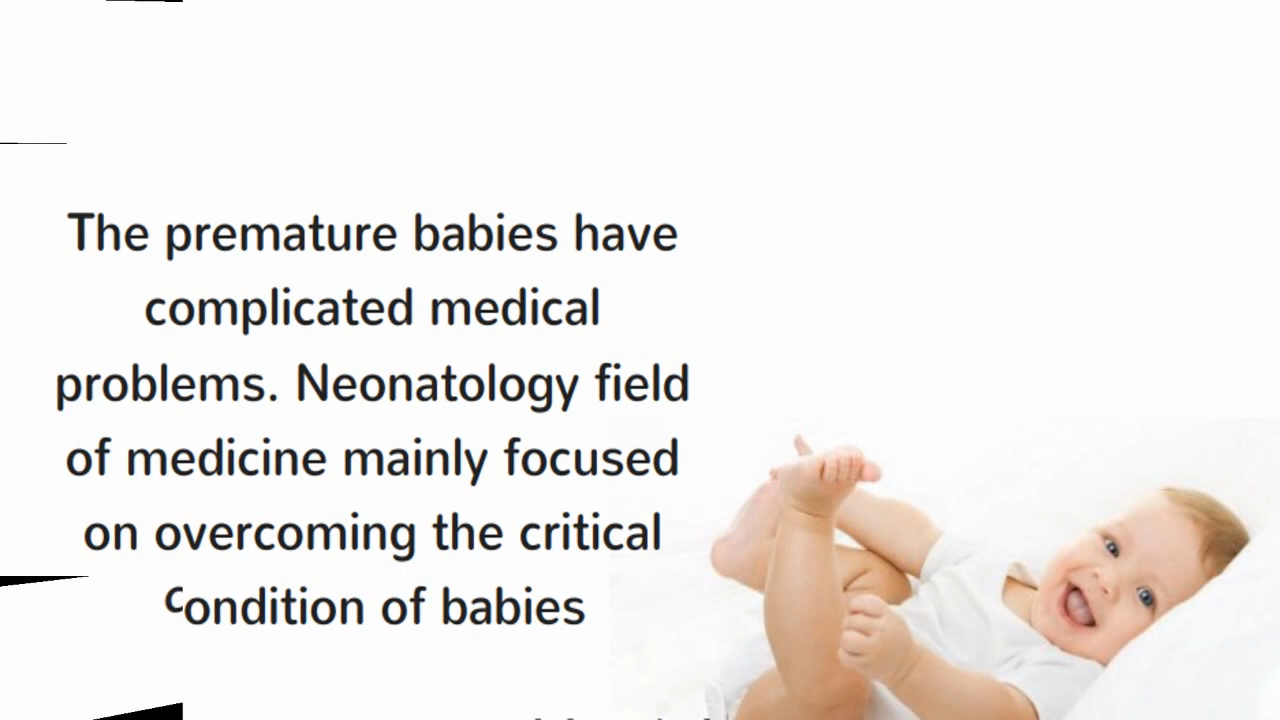 The premature babies have
complicated medical
problems. Neonatology field
of medicine mainly focused
on overcoming the critical
condition of babies